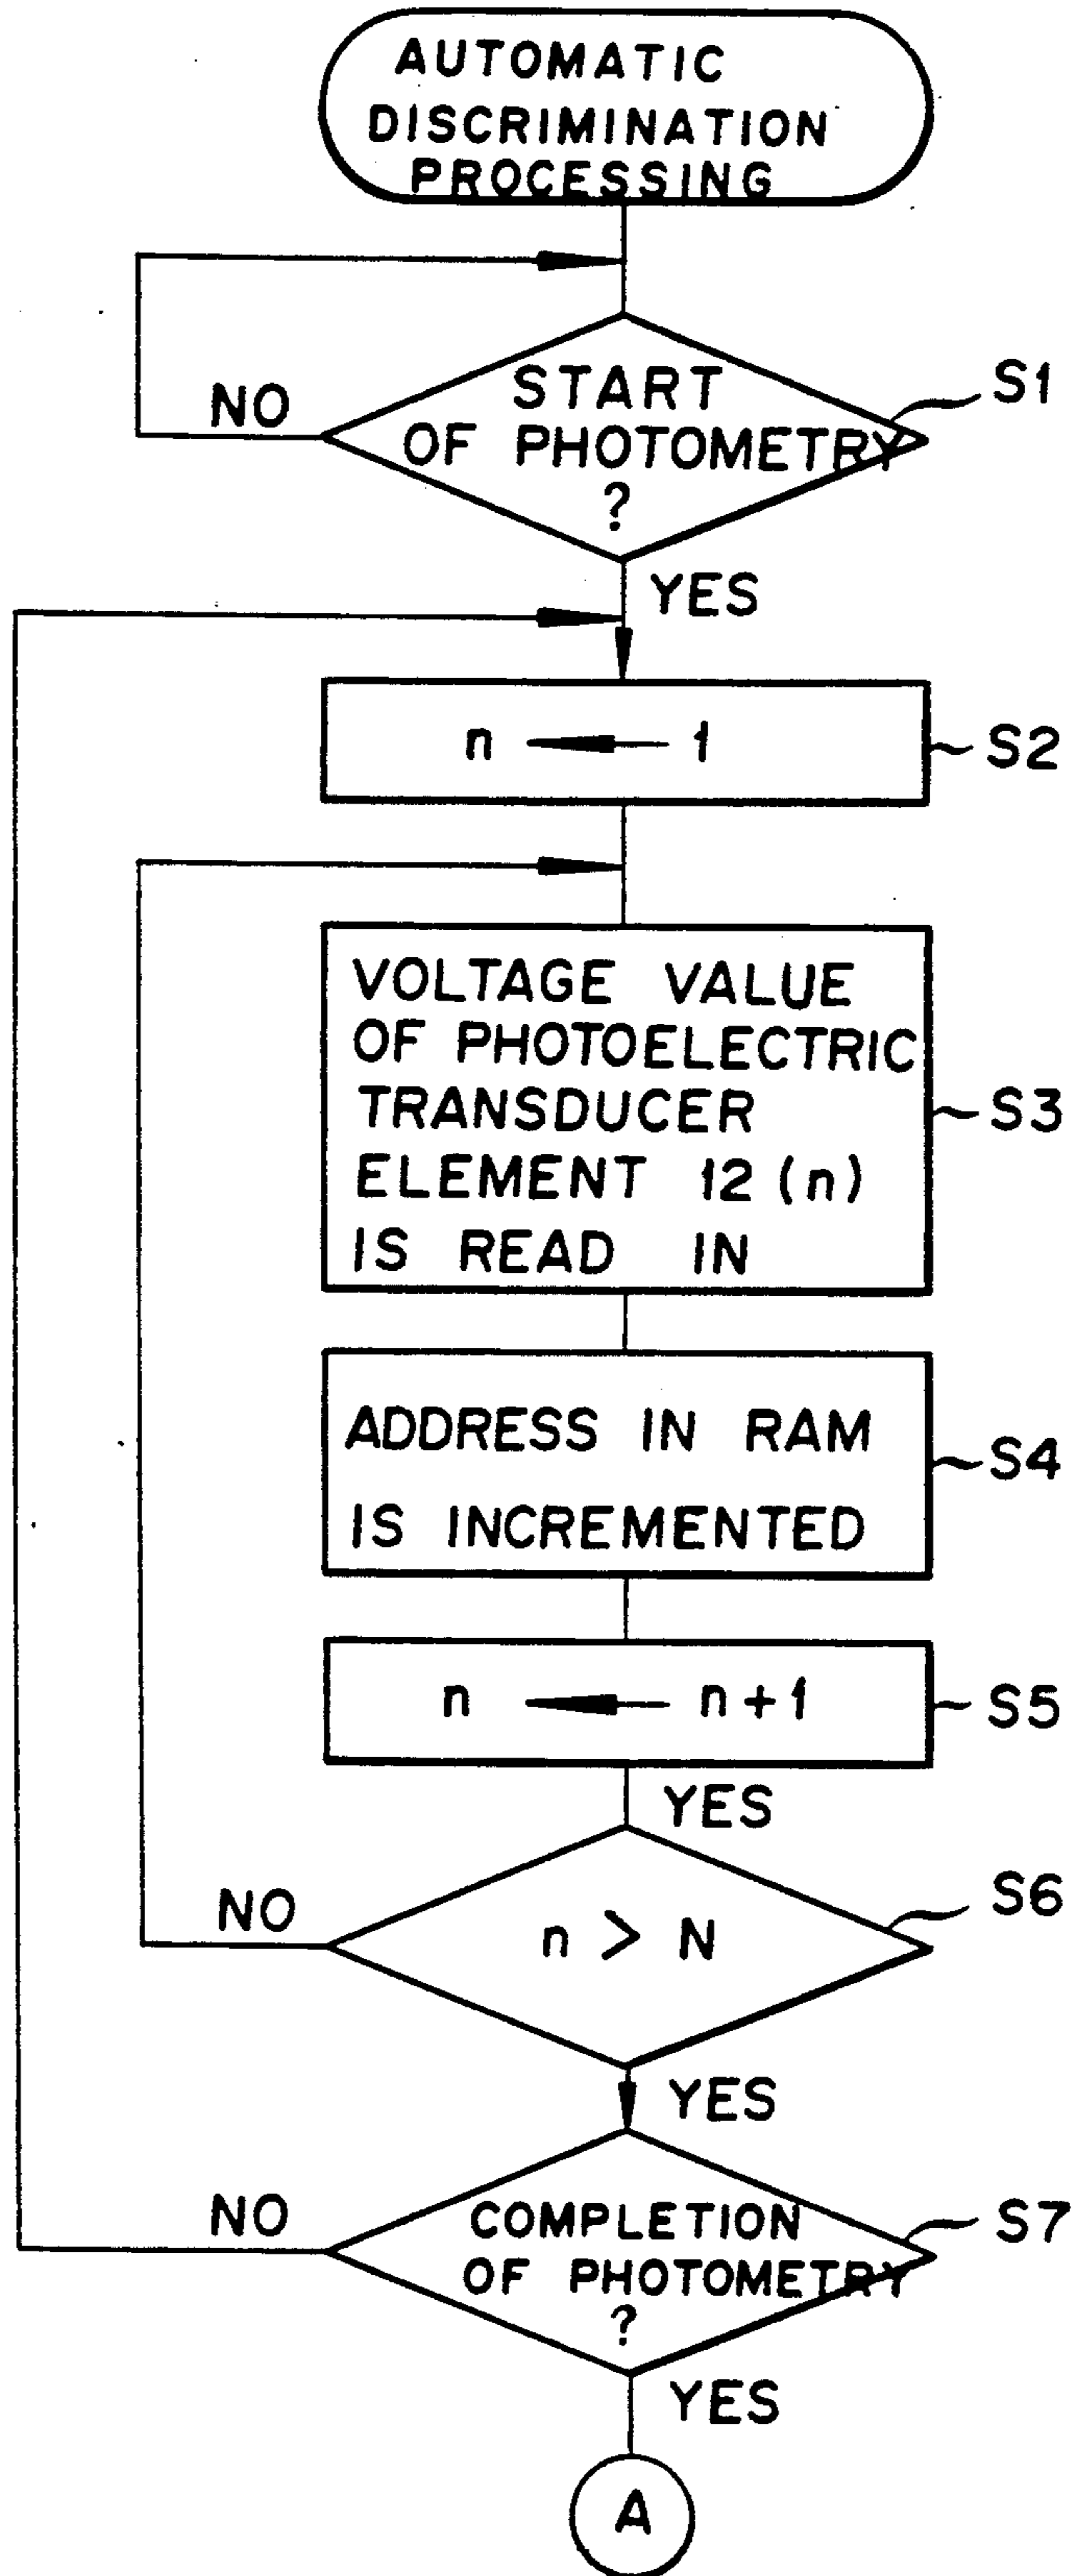 AUTOMATIC
DISCRIMINATION
PROCESSING
START
OF PHOTOMETRY
?
S1
NO
YES
n ← 1
S2
VOLTAGE VALUE
OF PHOTOELECTRIC
TRANSDUCER
ELEMENT 12 (n)
IS READ IN
S3
ADDRESS IN RAM
IS INCREMENTED
S4
n ← n+1
S5
YES
n > N
S6
NO
YES
COMPLETION
OF PHOTOMETRY
?
S7
NO
YES
A